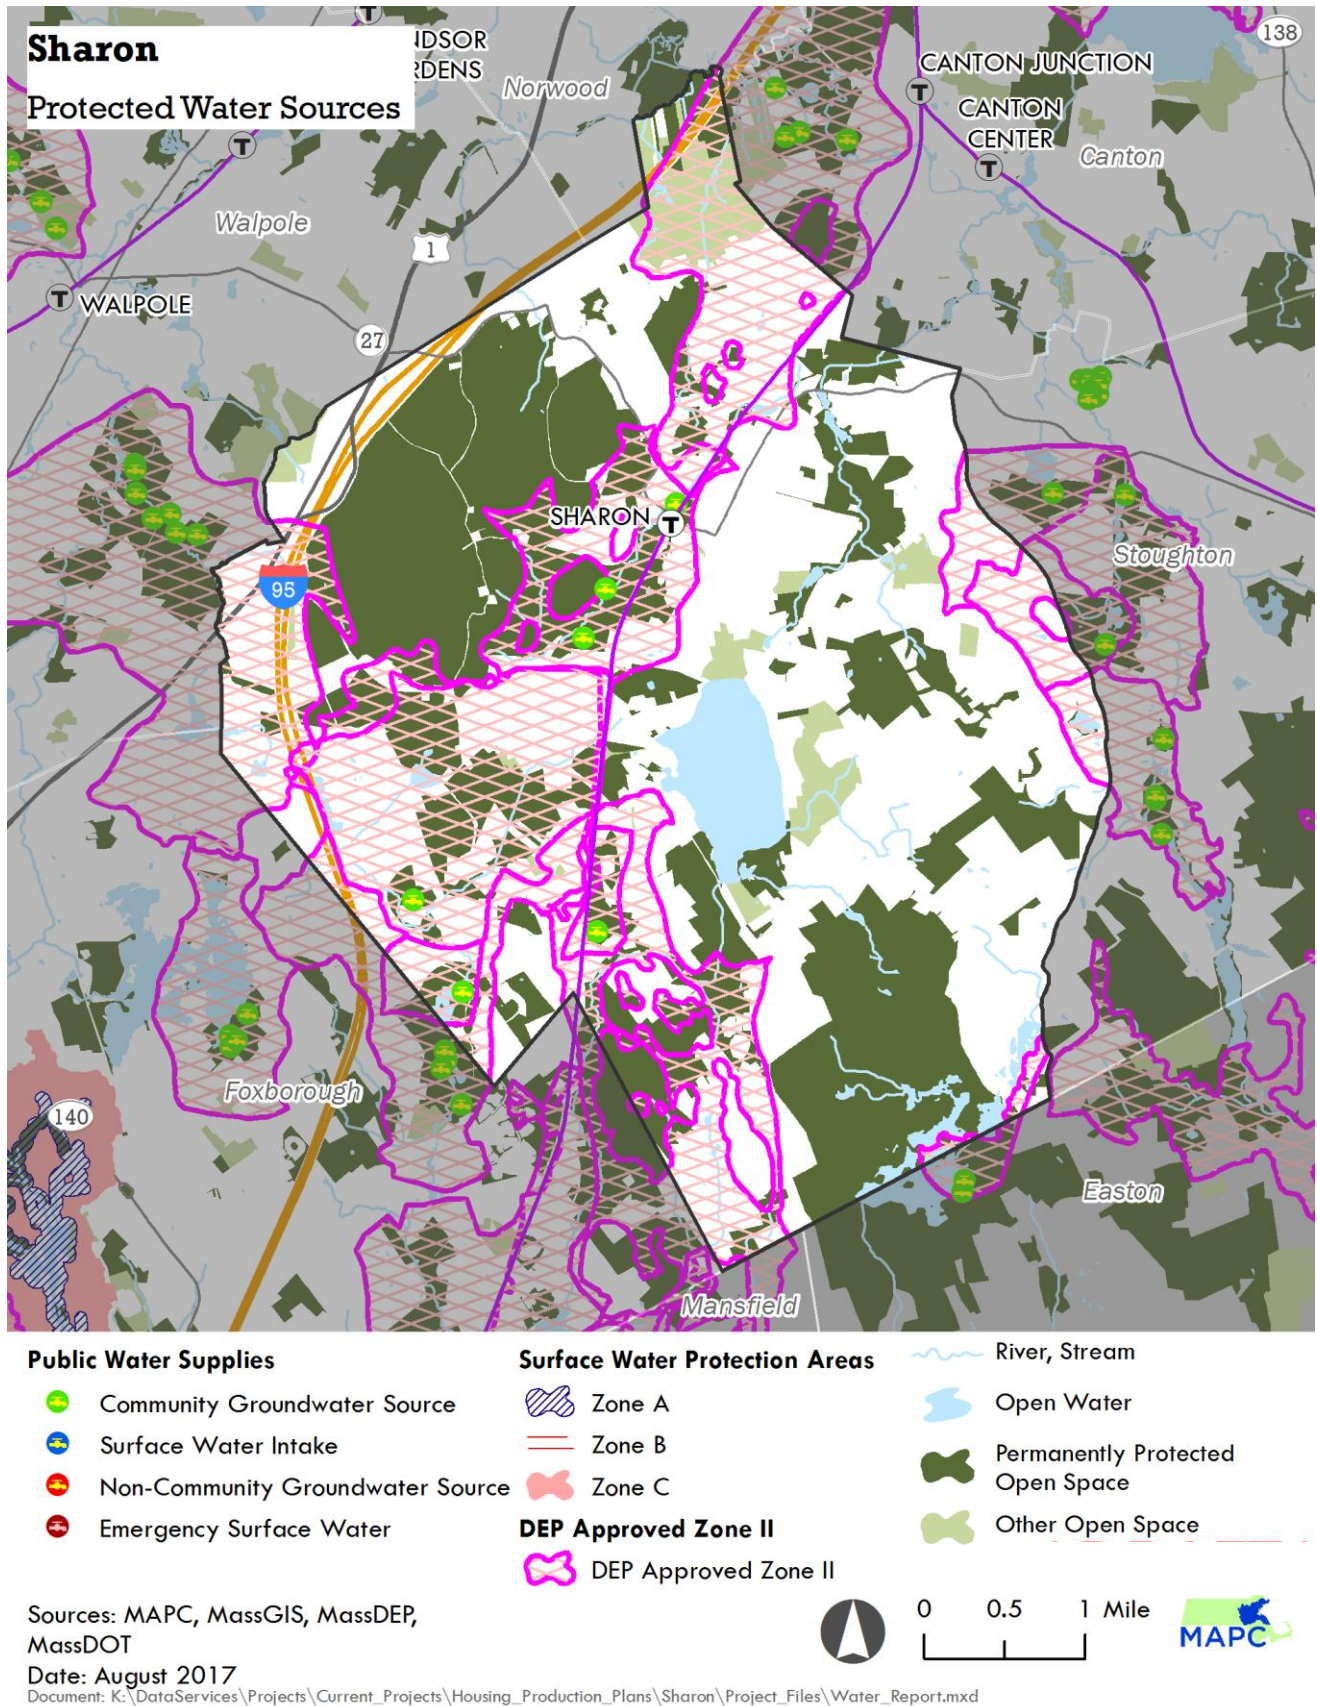 Sharon
Protected Water Sources
NDSOR
RDENS
Norwood
138
CANTON JUNCTION
CANTON
CENTER
Canton
T
T
T
T
Walpole
1
T
WALPOLE
27
SHARON
T
Stoughton
95
Foxborough
140
Easton
Mansfield
Public Water Supplies
Community Groundwater Source
Surface Water Intake
Non-Community Groundwater Source
Emergency Surface Water
Surface Water Protection Areas
Zone A
Zone B
Zone C
DEP Approved Zone II
DEP Approved Zone II
River, Stream
Open Water
Permanently Protected
Open Space
Other Open Space
Sources: MAPC, MassGIS, MassDEP,
MassDOT
Date: August 2017
0 0.5 1 Mile
MAPC
Document: K:\DataServices\Projects\Current_Projects\Housing_Production_Plans\Sharon\Project_Files\Water_Report.mxd